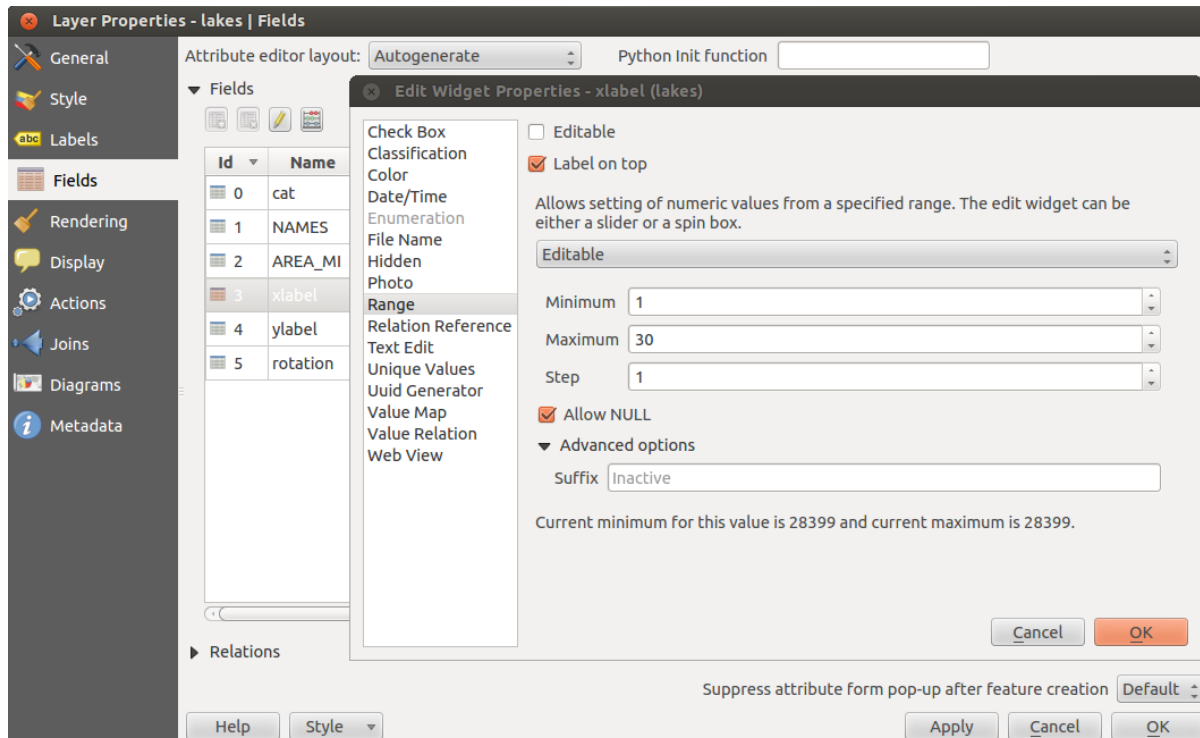 Layer Properties - lakes | Fields
General
Style
abc Labels
Fields
Rendering
Display
Actions
Joins
Diagrams
i Metadata
Attribute editor layout: Autogenerate Python Init function
Fields
Id Name
0 cat
1 NAMES
2 AREA_MI
3 xlabel
4 ylabel
5 rotation
Relations
Edit Widget Properties - xlabel (lakes)
Check Box
Classification
Color
Date/Time
Enumeration
File Name
Hidden
Photo
Range
Relation Reference
Text Edit
Unique Values
Uuid Generator
Value Map
Value Relation
Web View
Editable
Label on top
Allows setting of numeric values from a specified range. The edit widget can be
either a slider or a spin box.
Editable
Minimum 1
Maximum 30
Step 1
Allow NULL
Advanced options
Suffix Inactive
Current minimum for this value is 28399 and current maximum is 28399.
Cancel OK
Suppress attribute form pop-up after feature creation Default
Help Style Apply Cancel OK